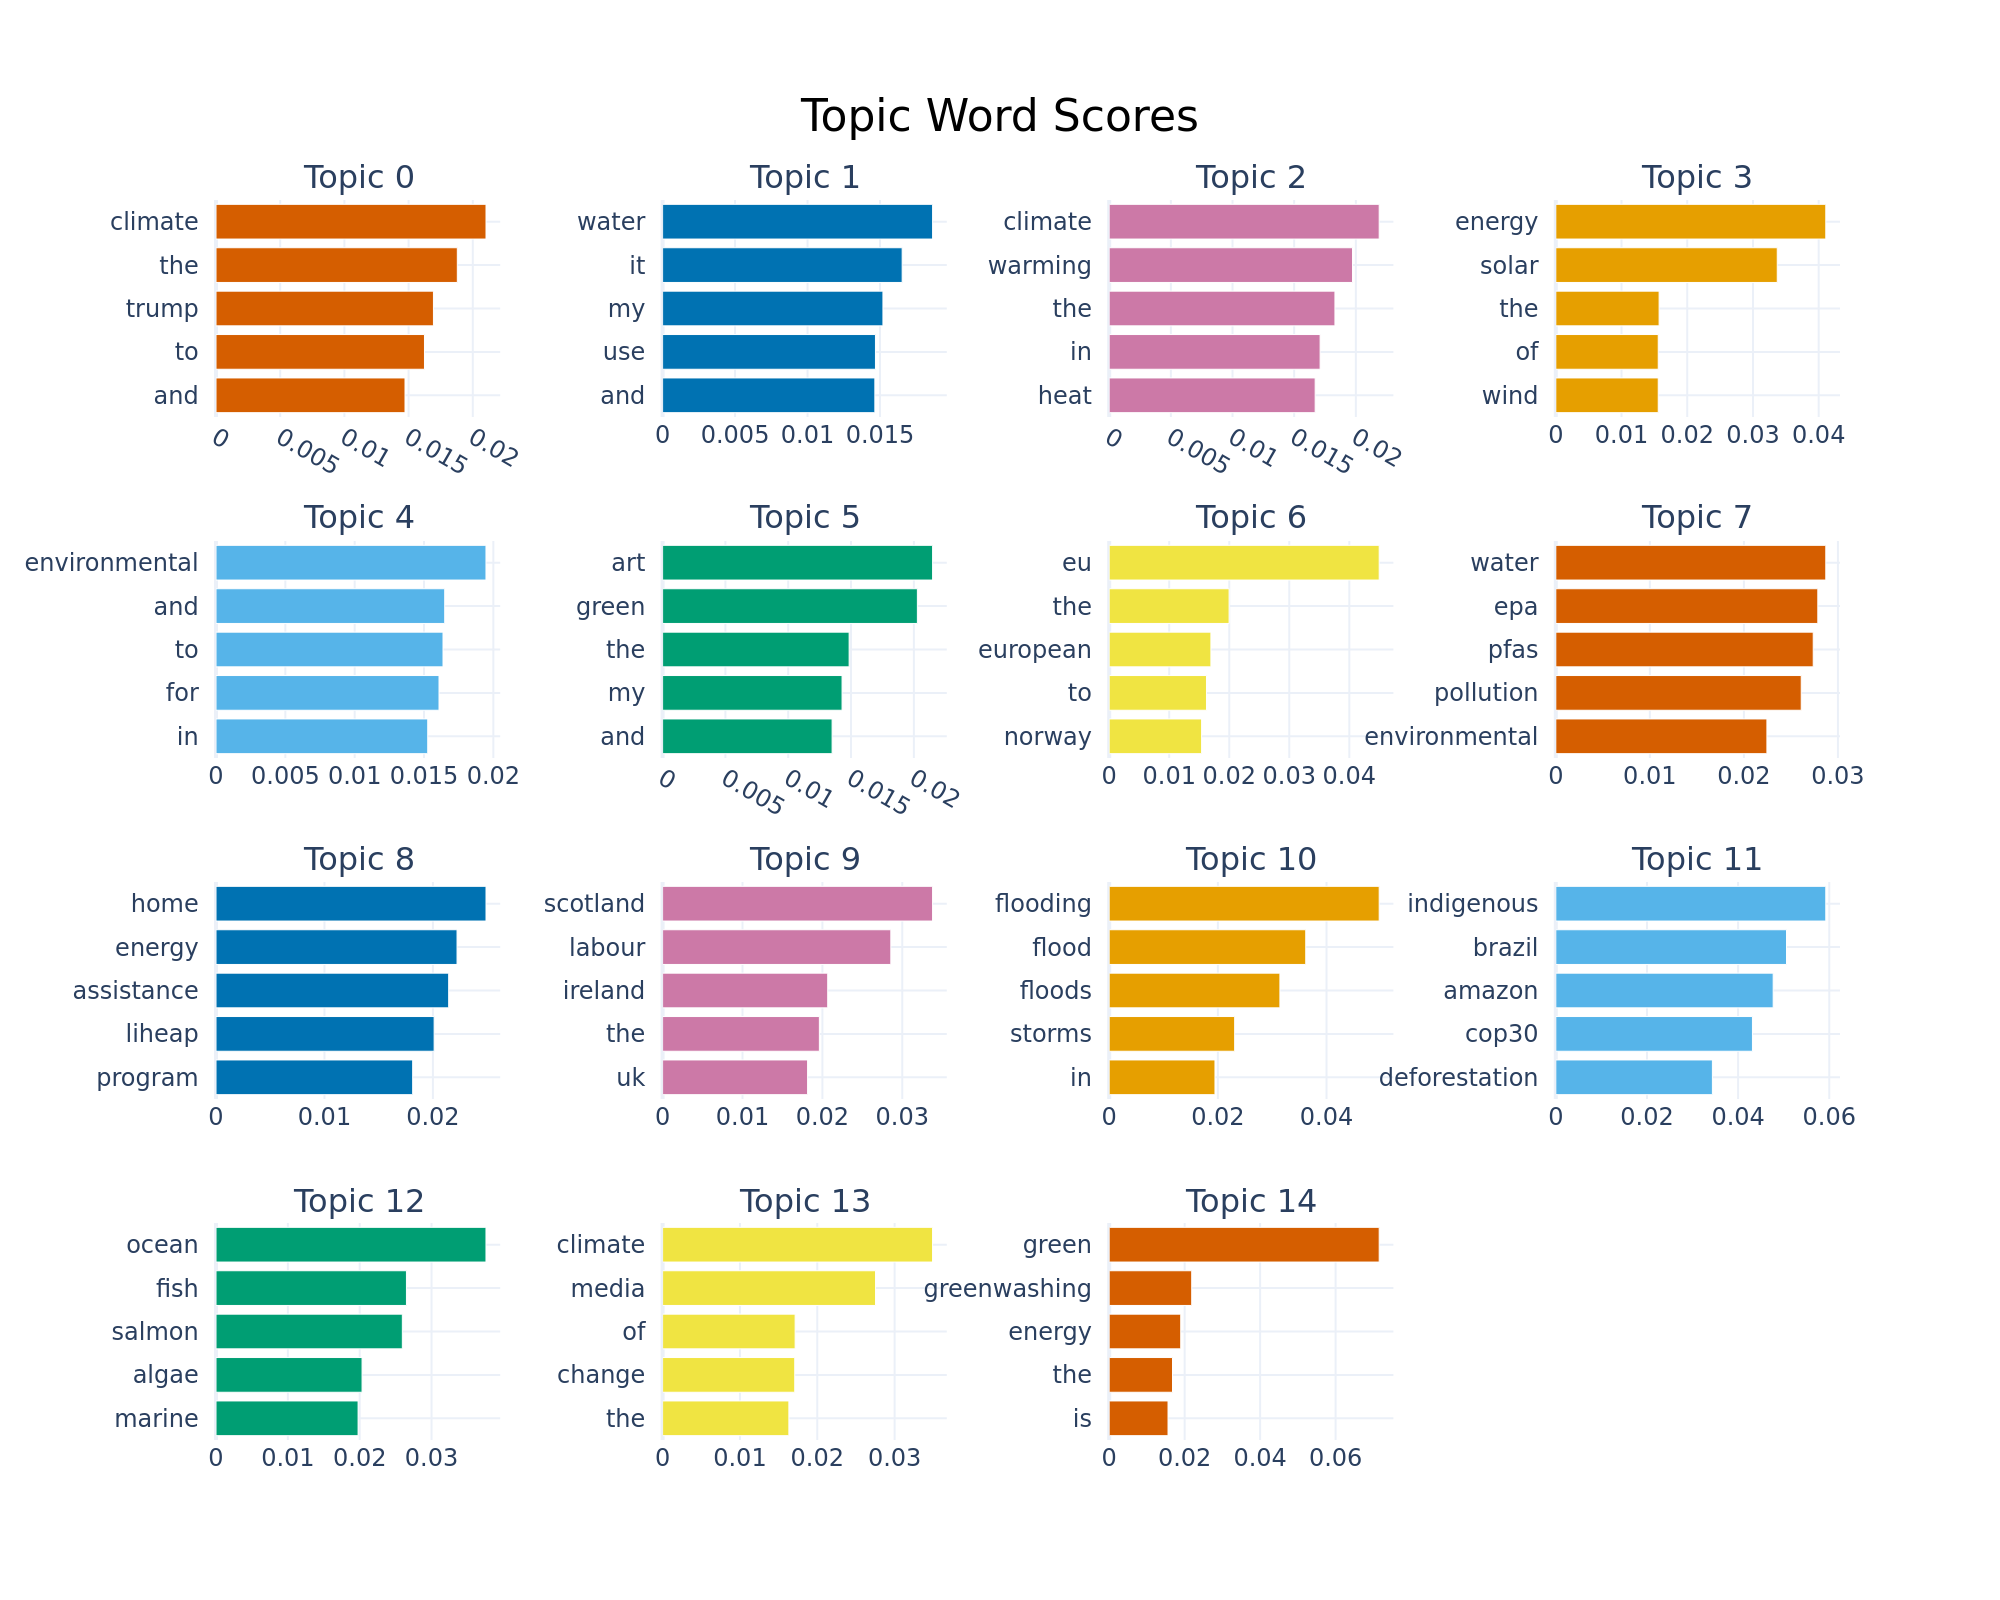 Topic Word Scores
Topic 0
climate
the
trump
to
and
0 0.005 0.01 0.015 0.02
Topic 1
water
it
my
use
and
0 0.005 0.01 0.015
Topic 2
climate
warming
the
in
heat
0 0.005 0.01 0.015 0.02
Topic 3
energy
solar
the
of
wind
0 0.01 0.02 0.03 0.04
Topic 4
environmental
and
to
for
in
0 0.005 0.01 0.015 0.02
Topic 5
art
green
the
my
and
0 0.005 0.01 0.015 0.02
Topic 6
eu
the
european
to
norway
0 0.01 0.02 0.03 0.04
Topic 7
water
epa
pfas
pollution
environmental
0 0.01 0.02 0.03
Topic 8
home
energy
assistance
liheap
program
0 0.01 0.02
Topic 9
scotland
labour
ireland
the
uk
0 0.01 0.02 0.03
Topic 10
flooding
flood
floods
storms
in
0 0.02 0.04
Topic 11
indigenous
brazil
amazon
cop30
deforestation
0 0.02 0.04 0.06
Topic 12
ocean
fish
salmon
algae
marine
0 0.01 0.02 0.03
Topic 13
climate
media
of
change
the
0 0.01 0.02 0.03
Topic 14
green
greenwashing
energy
the
is
0 0.02 0.04 0.06